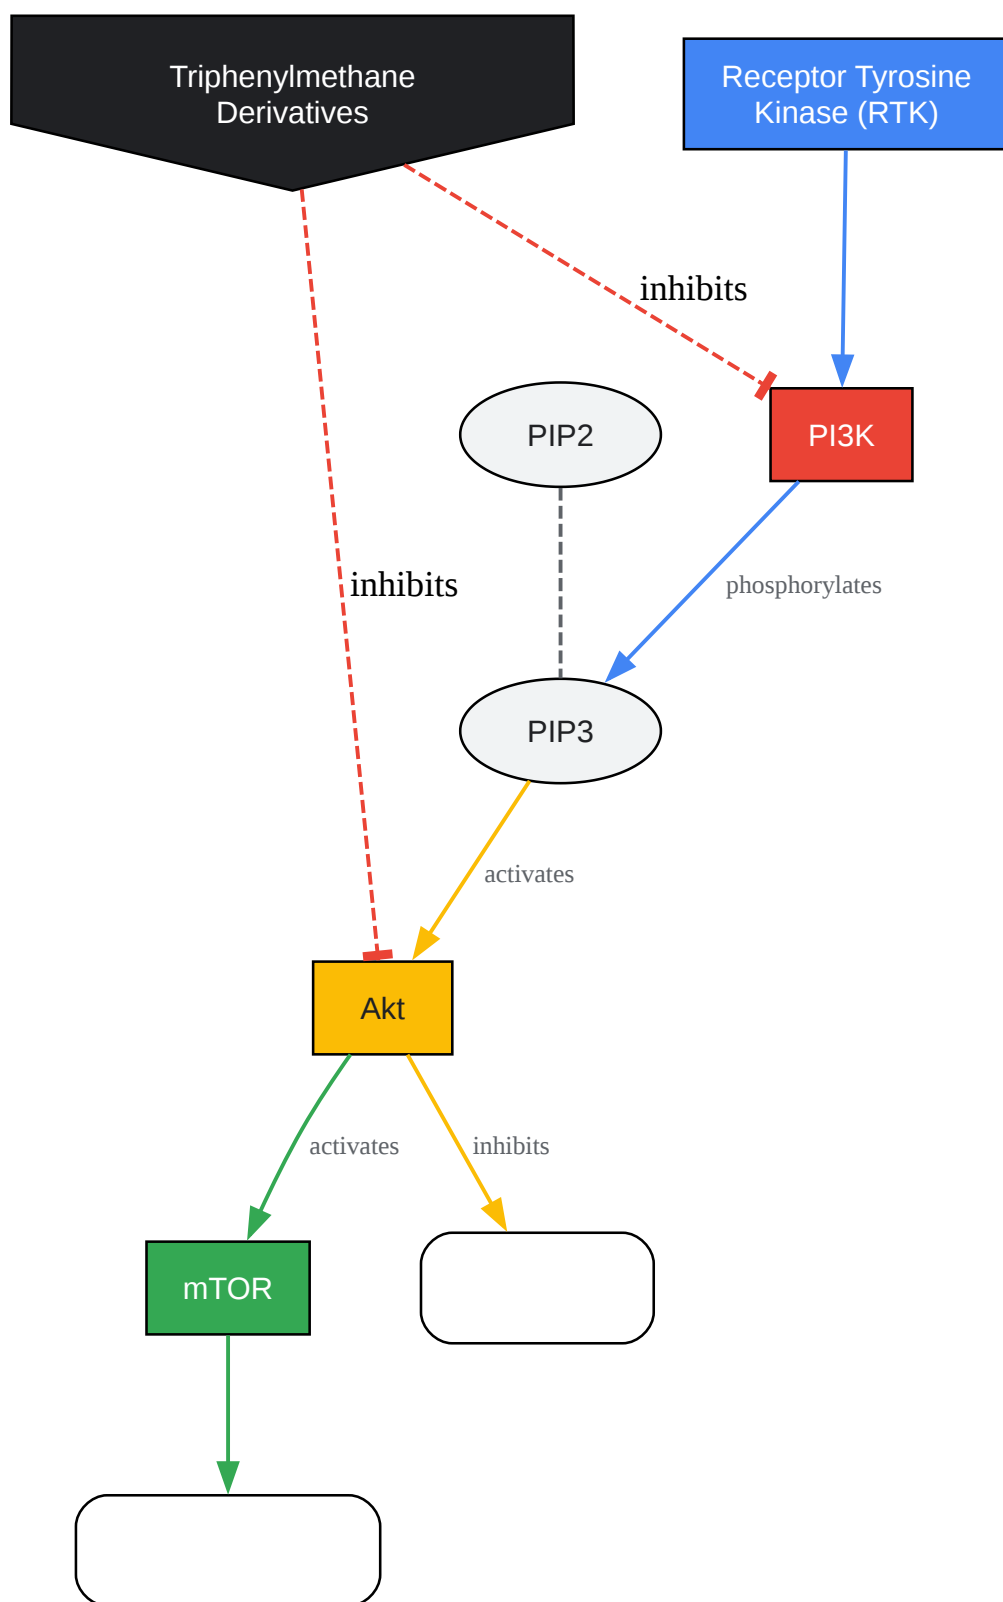 Triphenylmethane
Derivatives
Receptor Tyrosine
Kinase (RTK)
inhibits
PIP2
PI3K
inhibits
phosphorylates
PIP3
activates
Akt
activates
inhibits
mTOR